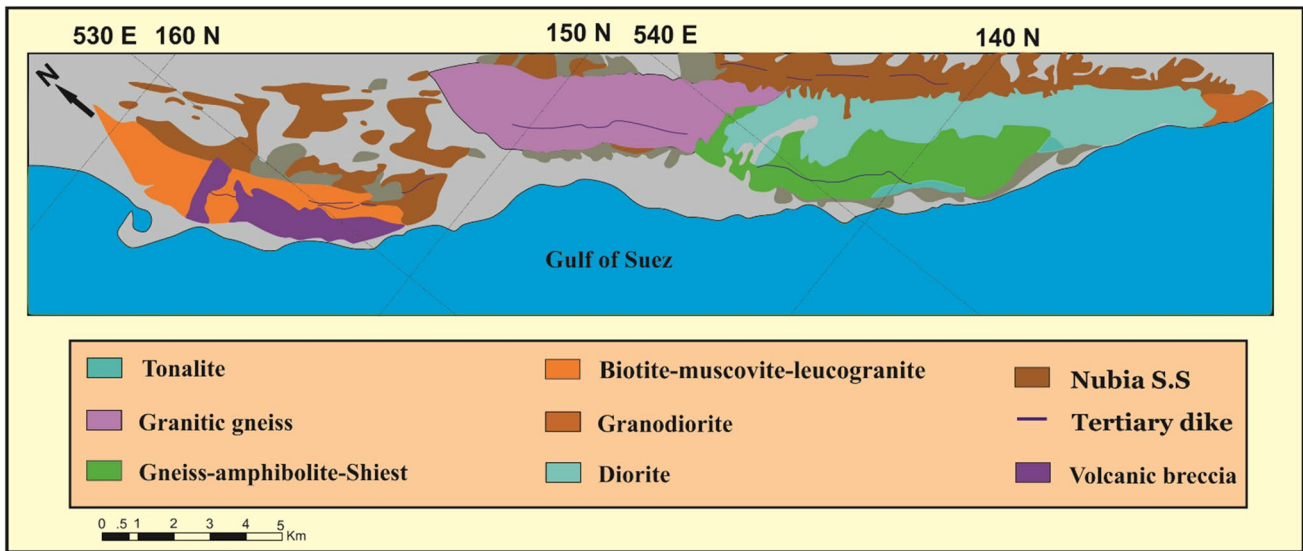 530 E 160 N 150 N 540 E 140 N
N
Gulf of Suez
Tonalite Biotite-muscovite-leucogranite Nubia S.S
Granitic gneiss Granodiorite Tertiary dike
Gneiss-amphibolite-Shiest Diorite Volcanic breccia
0 .5 1 2 3 4 5
Km